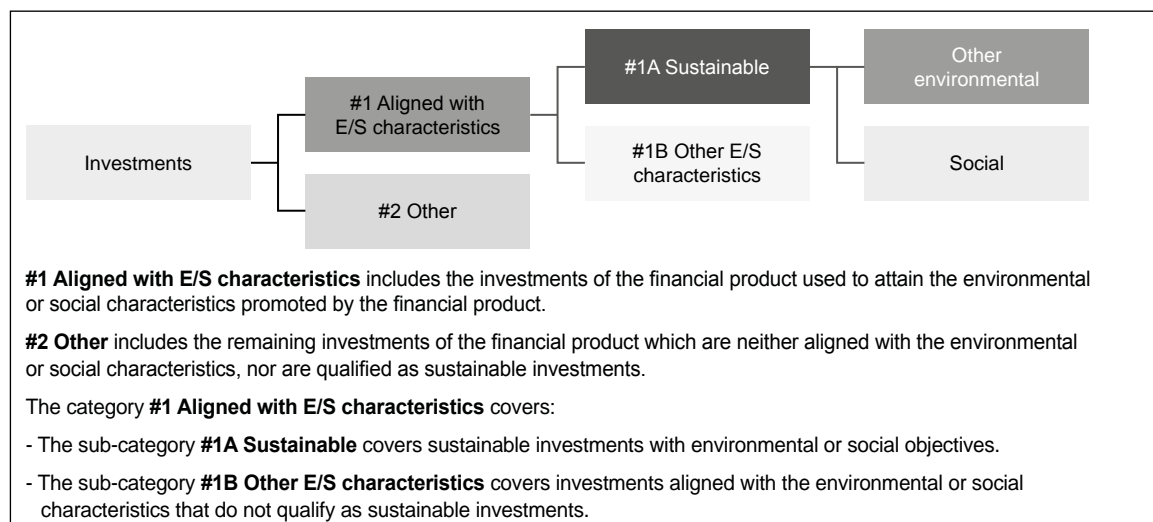 Investments
#1 Aligned with
E/S characteristics
#2 Other
#1A Sustainable
#1B Other E/S
characteristics
Other
environmental
Social
#1 Aligned with E/S characteristics includes the investments of the financial product used to attain the environmental
or social characteristics promoted by the financial product.
#2 Other includes the remaining investments of the financial product which are neither aligned with the environmental
or social characteristics, nor are qualified as sustainable investments.
The category #1 Aligned with E/S characteristics covers:
- The sub-category #1A Sustainable covers sustainable investments with environmental or social objectives.
- The sub-category #1B Other E/S characteristics covers investments aligned with the environmental or social
characteristics that do not qualify as sustainable investments.